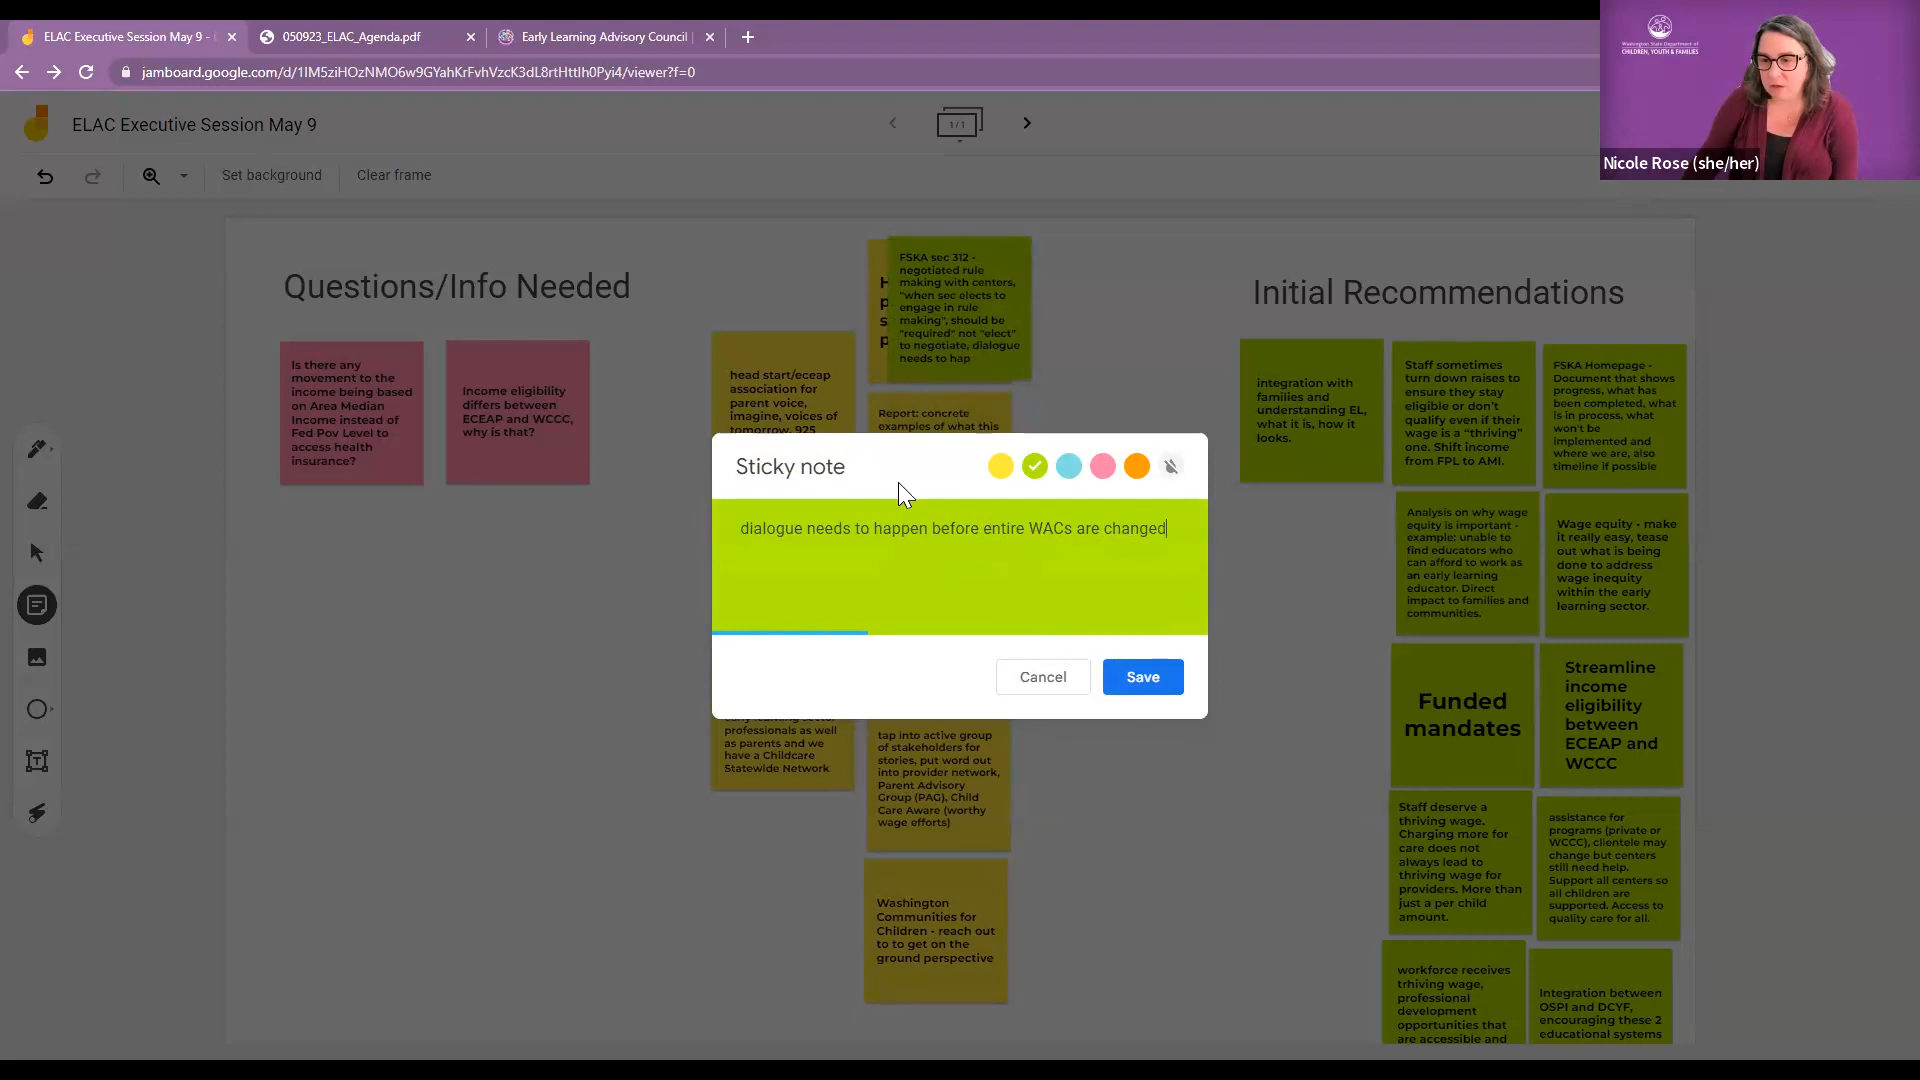 ELAC Executive Session May 9 -
050923_ELAC_Agenda.pdf
Early Learning Advisory Council |
jamboard.google.com/d/1IM5ziHOzNMO6w9GYahKrFvhVzcK3dL8rtHttIh0Pyi4/viewer?f=0
Washington State Department of
CHILDREN, YOUTH & FAMILIES
Nicole Rose (she/her)
ELAC Executive Session May 9
1 / 1
Set background
Clear frame
Questions/Info Needed
Is there any
movement to the
income being based
on Area Median
Income instead of
Fed Pov Level to
access health
insurance?
Income eligibility
differs between
ECEAP and WCCC,
why is that?
head start/eceap
association for
parent voice,
imagine, voices of
tomorrow, 925
FSKA sec 312 -
negotiated rule
making with centers,
"when sec elects to
engage in rule
making", should be
"required" not "elect"
to negotiate, dialogue
needs to hap
Report: concrete
examples of what this
Sticky note
dialogue needs to happen before entire WACs are changed
Cancel
Save
early learning sector
professionals as well
as parents and we
have a Childcare
Statewide Network
tap into active group
of stakeholders for
stories, put word out
into provider network,
Parent Advisory
Group (PAG), Child
Care Aware (worthy
wage efforts)
Washington
Communities for
Children - reach out
to to get on the
ground perspective
Initial Recommendations
integration with
families and
understanding EL,
what it is, how it
looks.
Staff sometimes
turn down raises to
ensure they stay
eligible or don't
qualify even if their
wage is a "thriving"
one. Shift income
from FPL to AMI.
FSKA Homepage -
Document that shows
progress, what has
been completed, what
is in process, what
won't be
implemented and
where we are, also
timeline if possible
Analysis on why wage
equity is important -
example: unable to
find educators who
can afford to work as
an early learning
educator. Direct
impact to families and
communities.
Wage equity - make
it really easy, tease
out what is being
done to address
wage inequity
within the early
learning sector.
Funded
mandates
Streamline
income
eligibility
between
ECEAP and
WCCC
Staff deserve a
thriving wage.
Charging more for
care does not
always lead to
thriving wage for
providers. More than
just a per child
amount.
assistance for
programs (private or
WCCC), clientele may
change but centers
still need help.
Support all centers so
all children are
supported. Access to
quality care for all.
workforce receives
trhiving wage,
professional
development
opportunities that
are accessible and
Integration between
OSPI and DCYF,
encouraging these 2
educational systems